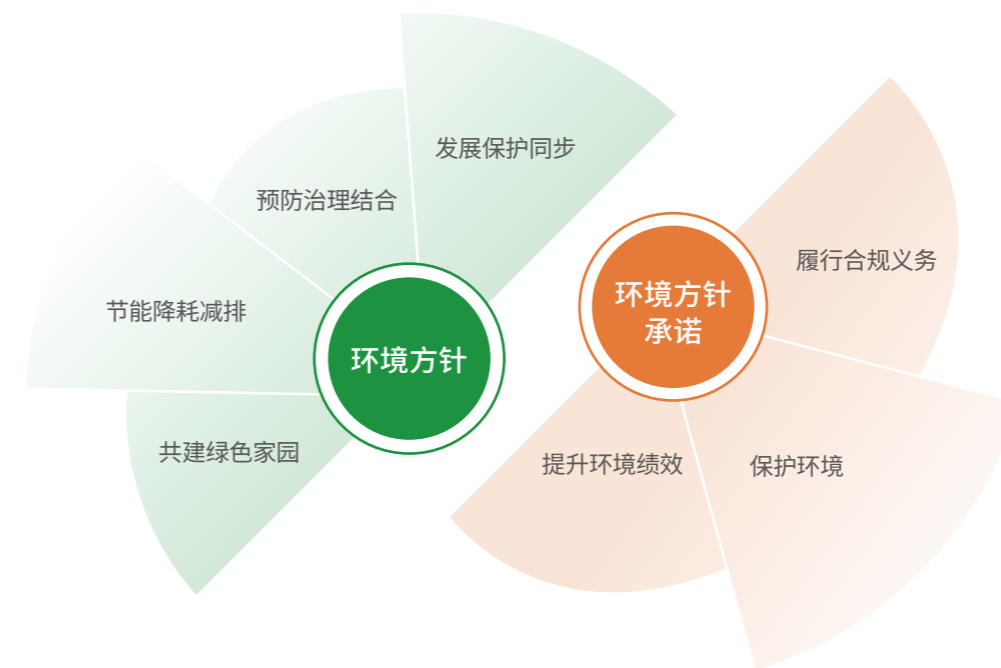 发展保护同步
预防治理结合
节能降耗减排
共建绿色家园
环境方针
环境方针
承诺
履行合规义务
保护环境
提升环境绩效